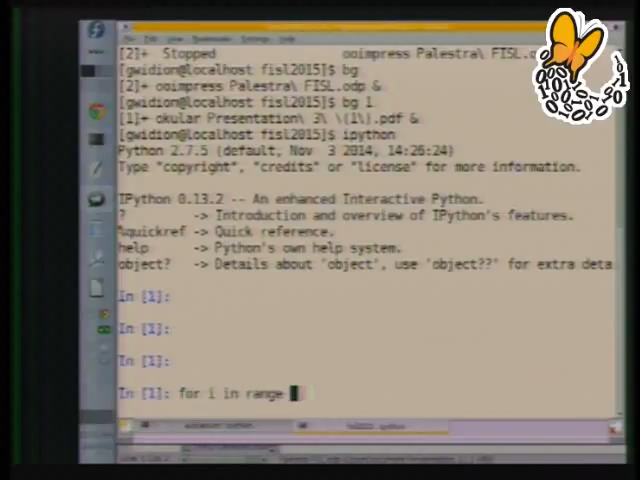 [2]+  Stopped                 ooimpress Palestra\ FISL.o
[gwidion@localhost fisl2015]$ bg
[2]+ ooimpress Palestra\ FISL.odp &
[gwidion@localhost fisl2015]$ bg 1
[1]+ okular Presentation\ 3\ \(1\).pdf &
[gwidion@localhost fisl2015]$ ipython
Python 2.7.5 (default, Nov  3 2014, 14:26:24)
Type "copyright", "credits" or "license" for more information.
IPython 0.13.2 -- An enhanced Interactive Python.
?         -> Introduction and overview of IPython's features.
%quickref -> Quick reference.
help      -> Python's own help system.
object?   -> Details about 'object', use 'object??' for extra deta
In [1]:
In [1]:
In [1]:
In [1]: for i in range